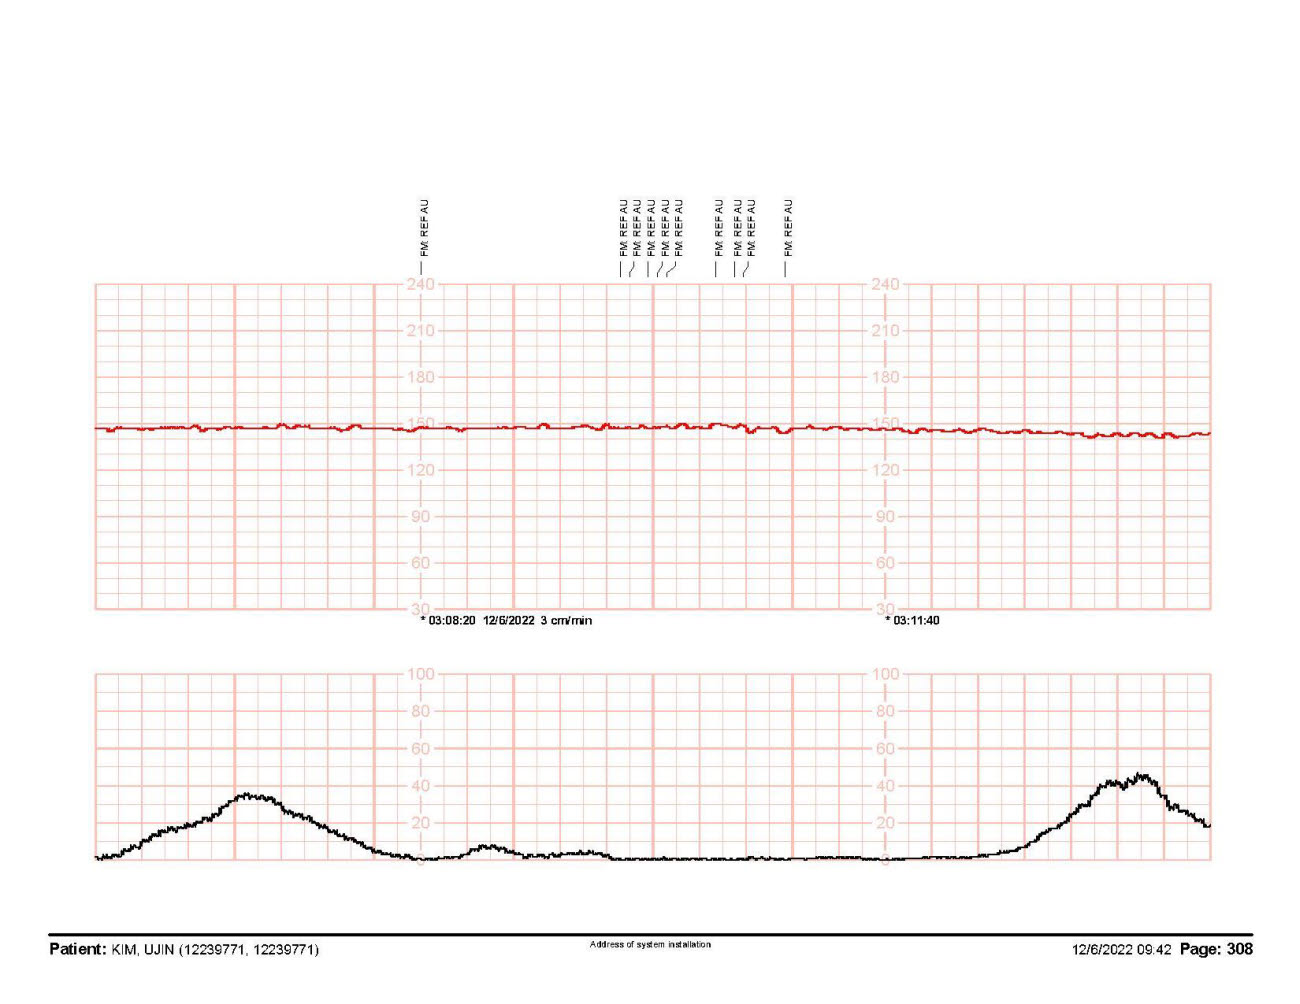 FM: REF AU
FM: REF AU
FM: REF AU
FM: REF AU
FM: REF AU
FM: REF AU
FM: REF AU
FM: REF AU
FM: REF AU
FM: REF AU
240 240
210 210
180 180
150 150
120 120
90 90
60 60
30 30
* 03:08:20 12/6/2022 3 cm/min * 03:11:40
100 100
80 80
60 60
40 40
20 20
0 0
Patient: KIM, UJIN (12239771, 12239771) Address of system installation 12/6/2022 09:42 Page: 308